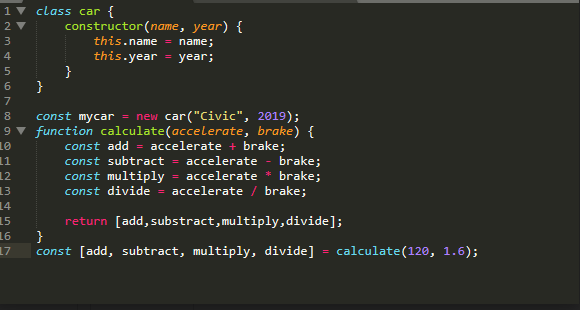 1 class car {
2 constructor(name, year) {
3 this.name = name;
4 this.year = year;
5 }
6 }
7
8 const mycar = new car("Civic", 2019);
9 function calculate(accelerate, brake) {
10 const add = accelerate + brake;
11 const subtract = accelerate - brake;
12 const multiply = accelerate * brake;
13 const divide = accelerate / brake;
14
15 return [add,substract,multiply,divide];
16 }
17 const [add, subtract, multiply, divide] = calculate(120, 1.6);